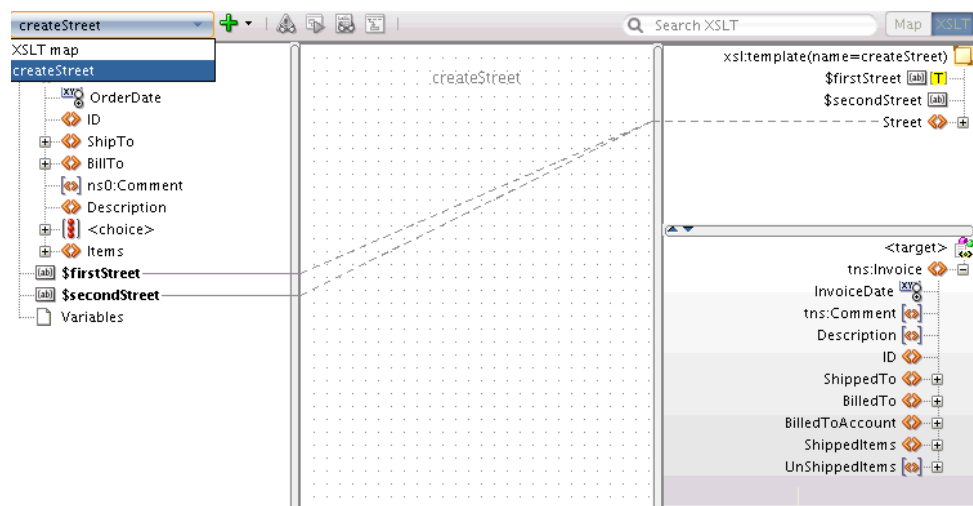 createStreet
Search XSLT
Map
XSLT
XSLT map
createStreet
OrderDate
ID
ShipTo
BillTo
ns0:Comment
Description
<choice>
Items
$firstStreet
$secondStreet
Variables
createStreet
xsl:template(name=createStreet)
$firstStreet
$secondStreet
Street
<target>
tns:Invoice
InvoiceDate
tns:Comment
Description
ID
ShippedTo
BilledTo
BilledToAccount
ShippedItems
UnShippedItems